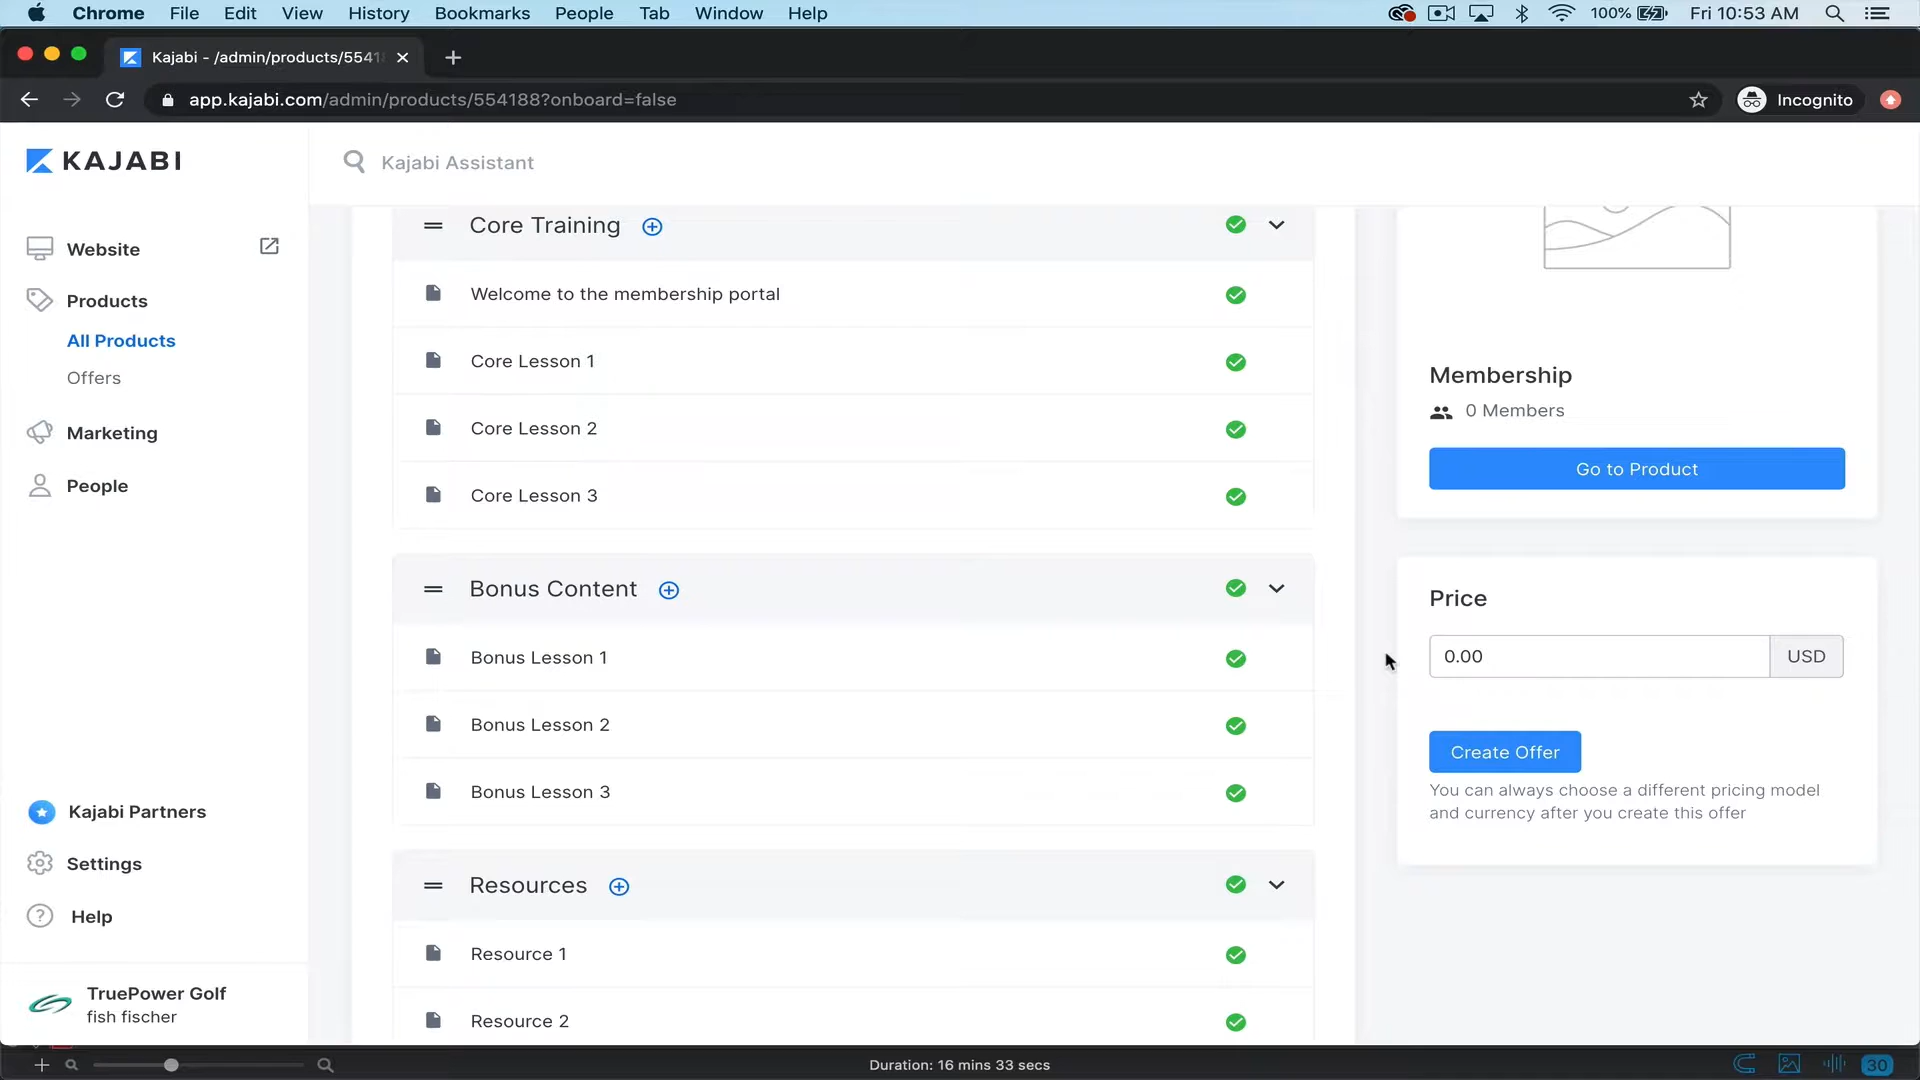 Chrome File Edit View History Bookmarks People Tab Window Help
100% Fri 10:53 AM
Kajabi - /admin/products/5541
app.kajabi.com/admin/products/554188?onboard=false
Incognito
KAJABI
Kajabi Assistant
Website
Products
All Products
Offers
Marketing
People
Kajabi Partners
Settings
Help
TruePower Golf
fish fischer
Core Training
Welcome to the membership portal
Core Lesson 1
Core Lesson 2
Core Lesson 3
Bonus Content
Bonus Lesson 1
Bonus Lesson 2
Bonus Lesson 3
Resources
Resource 1
Resource 2
Membership
0 Members
Go to Product
Price
0.00 USD
Create Offer
You can always choose a different pricing model
and currency after you create this offer
Duration: 16 mins 33 secs
30